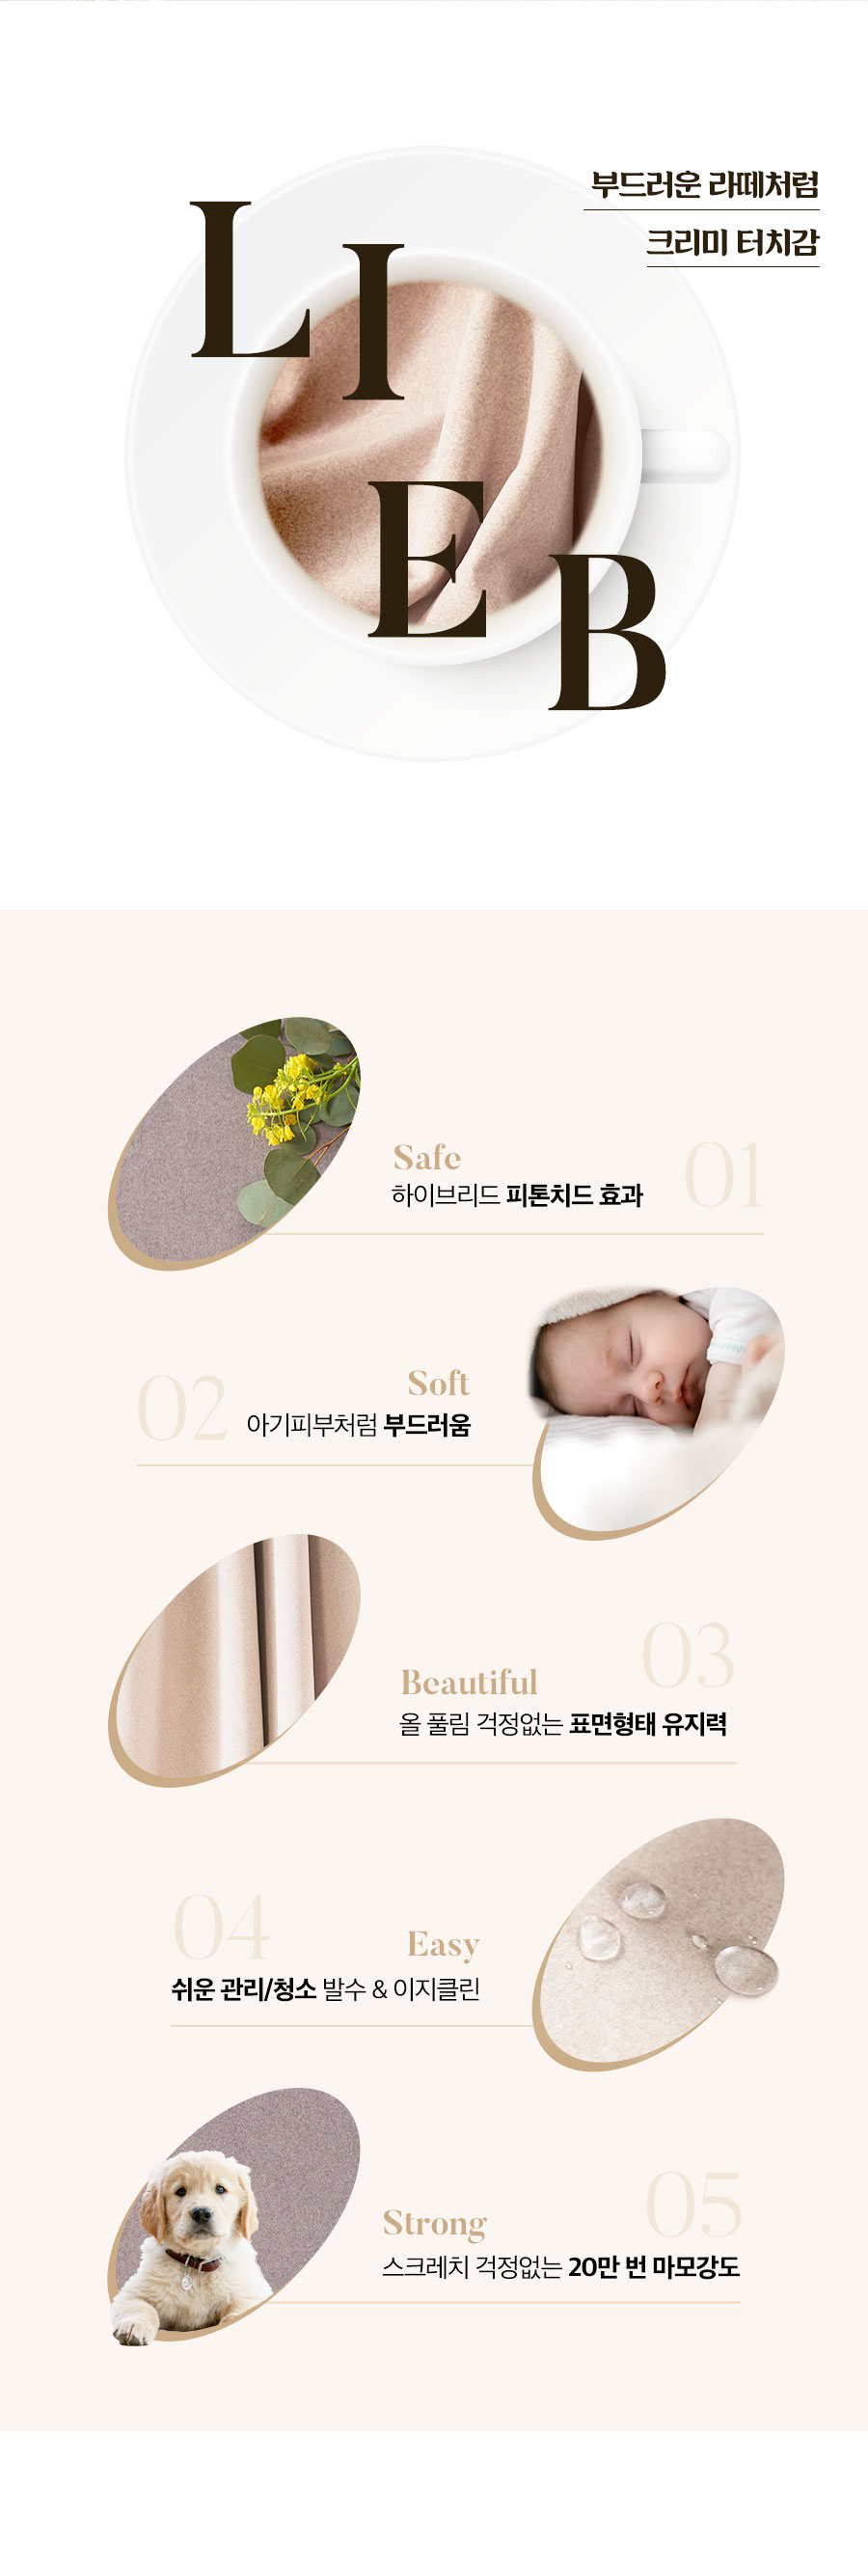 부드러운 라떼처럼
크리미 터치감
LIEB
Safe
하이브리드 피톤치드 효과
01
02
Soft
아기피부처럼 부드러움
03
Beautiful
올 풀림 걱정없는 표면형태 유지력
04
Easy
쉬운 관리/청소 발수 & 이지클린
05
Strong
스크레치 걱정없는 20만 번 마모강도